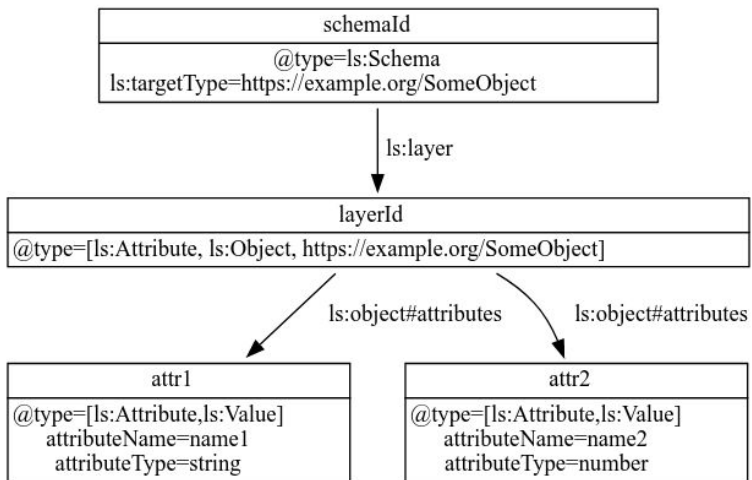 schemaId
@type=ls:Schema
ls:targetType=https://example.org/SomeObject
ls:layer
layerId
@type=[ls:Attribute, ls:Object, https://example.org/SomeObject]
ls:object#attributes
ls:object#attributes
attr1
@type=[ls:Attribute,ls:Value]
attributeName=name1
attributeType=string
attr2
@type=[ls:Attribute,ls:Value]
attributeName=name2
attributeType=number